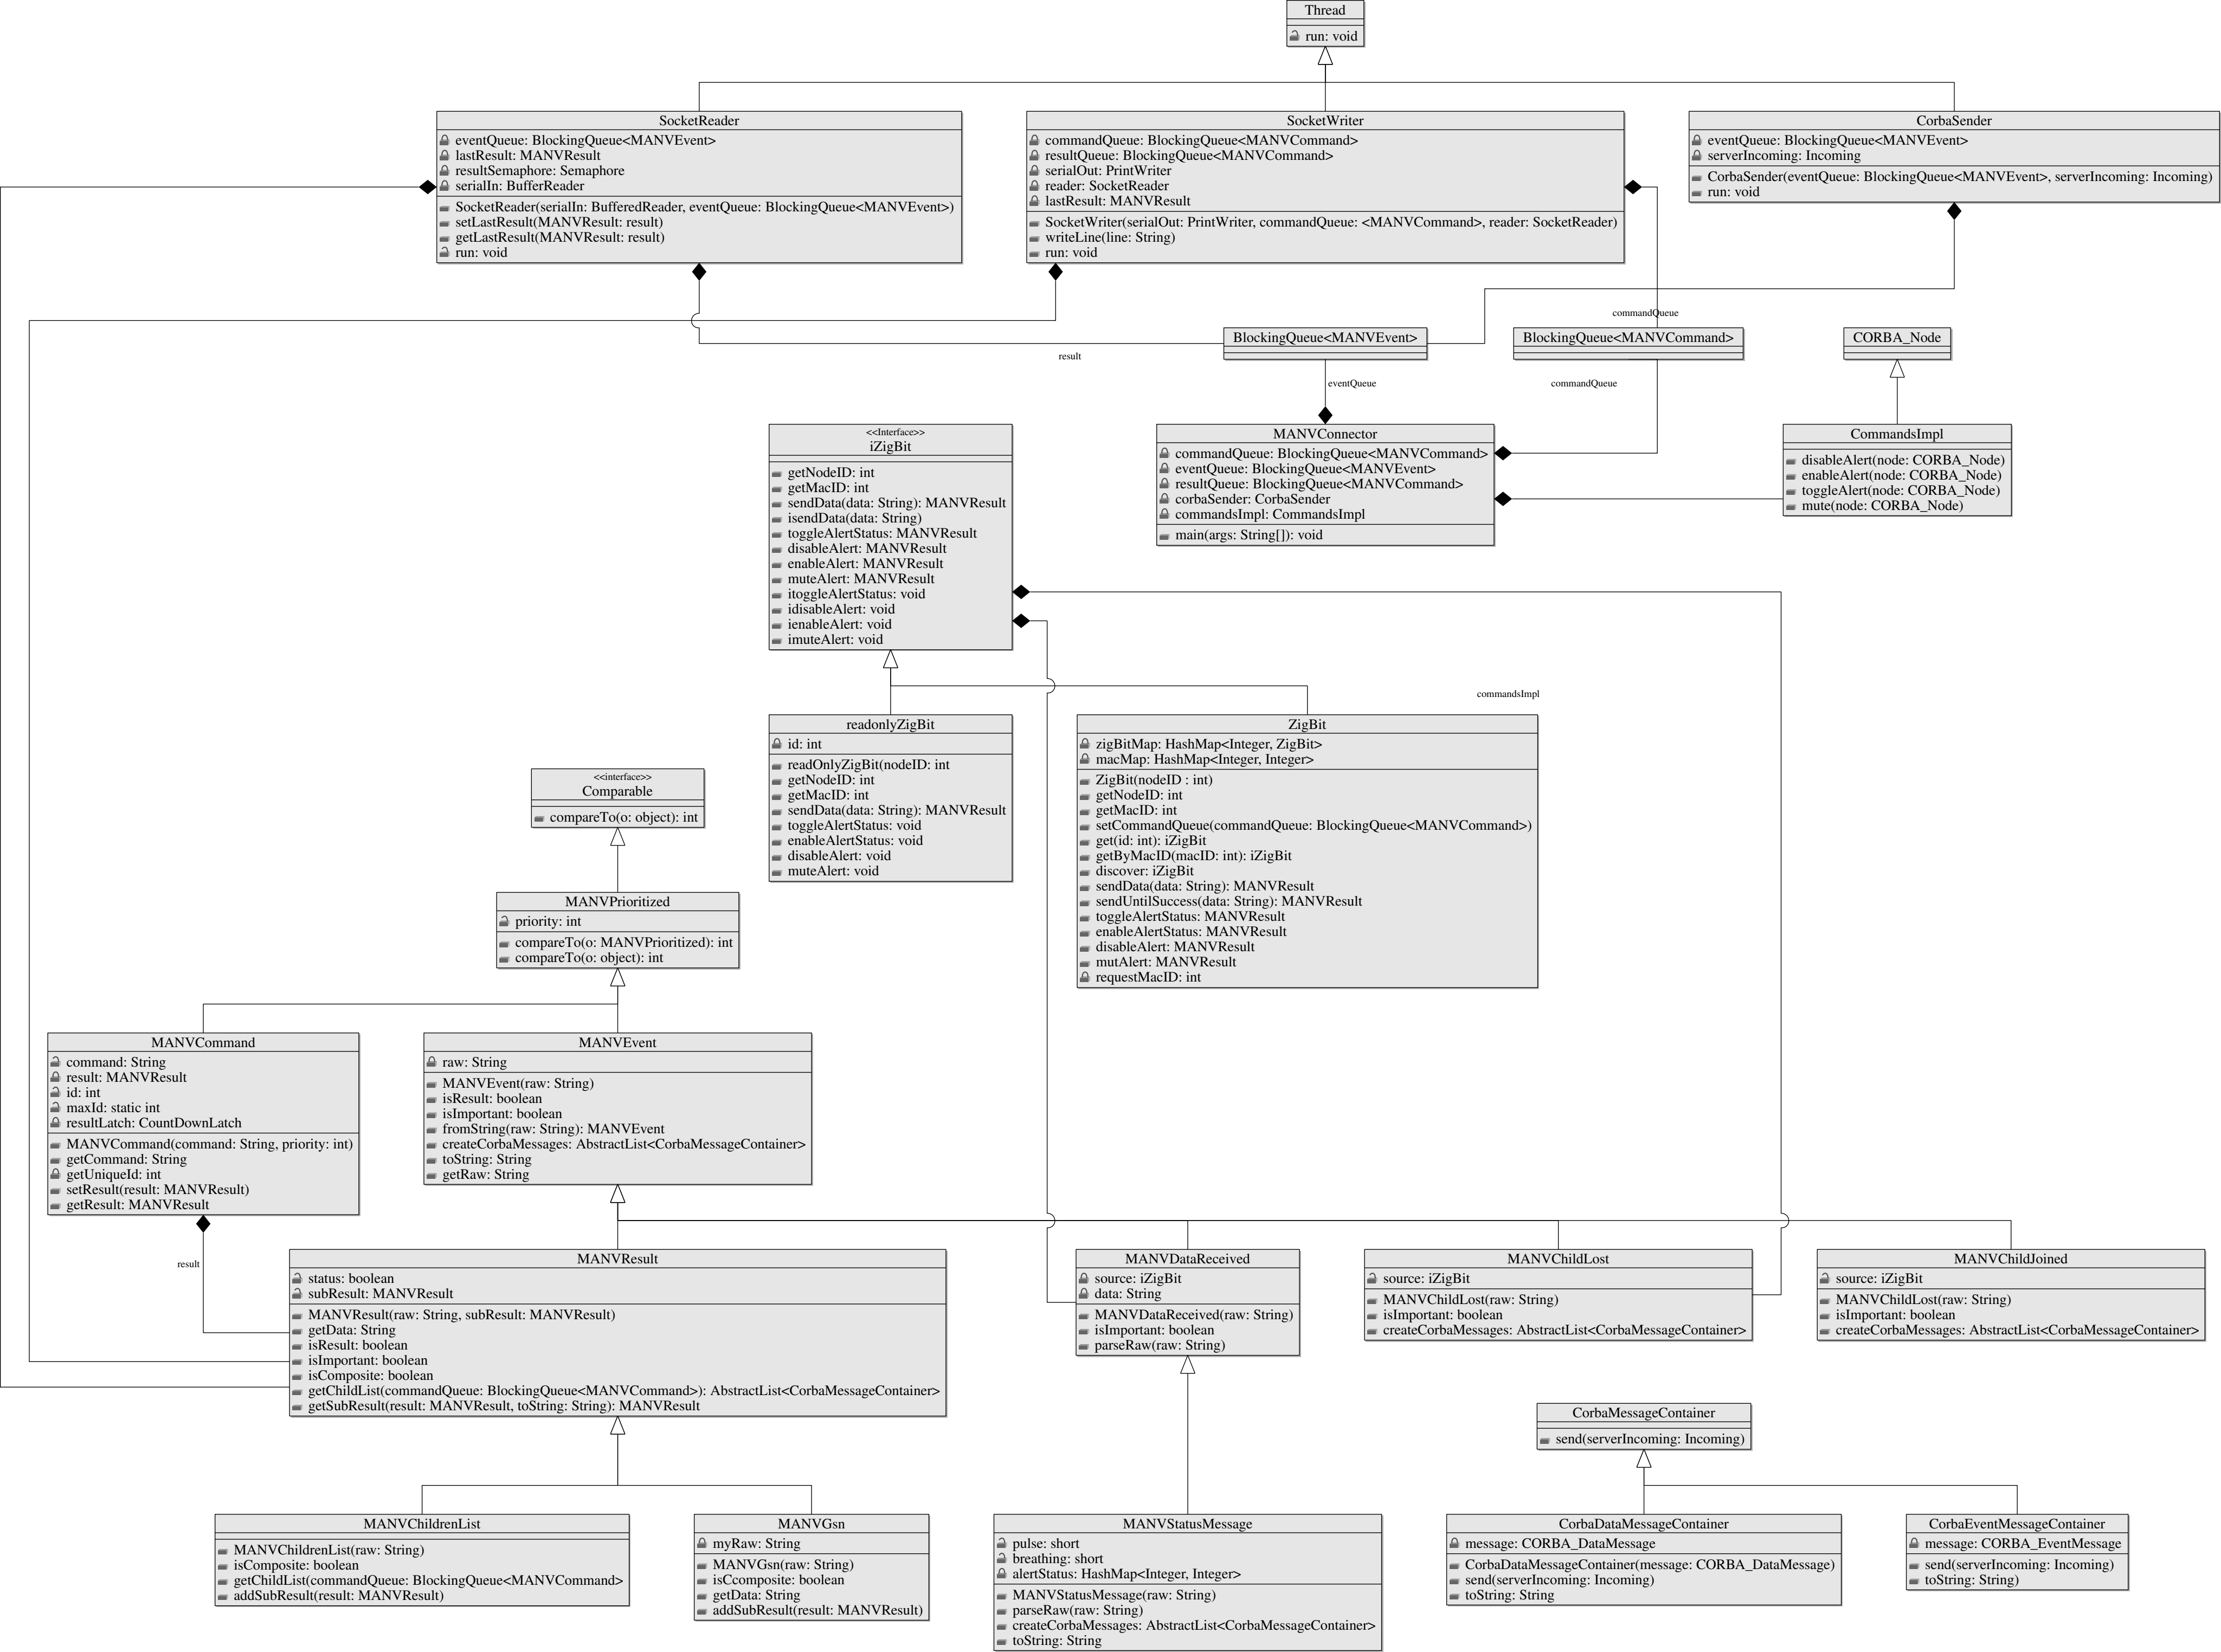 Thread
run: void
SocketReader
eventQueue: BlockingQueue<MANVEvent>
lastResult: MANVResult
resultSemaphore: Semaphore
serialIn: BufferReader
SocketReader(serialIn: BufferedReader, eventQueue: BlockingQueue<MANVEvent>)
setLastResult(MANVResult: result)
getLastResult(MANVResult: result)
run: void
SocketWriter
commandQueue: BlockingQueue<MANVCommand>
resultQueue: BlockingQueue<MANVCommand>
serialOut: PrintWriter
reader: SocketReader
lastResult: MANVResult
SocketWriter(serialOut: PrintWriter, commandQueue: <MANVCommand>, reader: SocketReader)
writeLine(line: String)
run: void
CorbaSender
eventQueue: BlockingQueue<MANVEvent>
serverIncoming: Incoming
CorbaSender(eventQueue: BlockingQueue<MANVEvent>, serverIncoming: Incoming)
run: void
commandQueue
BlockingQueue<MANVEvent>
BlockingQueue<MANVCommand>
CORBA_Node
result
eventQueue
commandQueue
<<Interface>>
iZigBit
getNodeID: int
getMacID: int
sendData(data: String): MANVResult
isendData(data: String)
toggleAlertStatus: MANVResult
disableAlert: MANVResult
enableAlert: MANVResult
muteAlert: MANVResult
itoggleAlertStatus: void
idisableAlert: void
ienableAlert: void
imuteAlert: void
MANVConnector
commandQueue: BlockingQueue<MANVCommand>
eventQueue: BlockingQueue<MANVEvent>
resultQueue: BlockingQueue<MANVCommand>
corbaSender: CorbaSender
commandsImpl: CommandsImpl
main(args: String[]): void
CommandsImpl
disableAlert(node: CORBA_Node)
enableAlert(node: CORBA_Node)
toggleAlert(node: CORBA_Node)
mute(node: CORBA_Node)
commandsImpl
readonlyZigBit
id: int
readOnlyZigBit(nodeID: int
getNodeID: int
getMacID: int
sendData(data: String): MANVResult
toggleAlertStatus: void
enableAlertStatus: void
disableAlert: void
muteAlert: void
ZigBit
zigBitMap: HashMap<Integer, ZigBit>
macMap: HashMap<Integer, Integer>
ZigBit(nodeID : int)
getNodeID: int
getMacID: int
setCommandQueue(commandQueue: BlockingQueue<MANVCommand>)
get(id: int): iZigBit
getByMacID(macID: int): iZigBit
discover: iZigBit
sendData(data: String): MANVResult
sendUntilSuccess(data: String): MANVResult
toggleAlertStatus: MANVResult
enableAlertStatus: MANVResult
disableAlert: MANVResult
mutAlert: MANVResult
requestMacID: int
<<interface>>
Comparable
compareTo(o: object): int
MANVPrioritized
priority: int
compareTo(o: MANVPrioritized): int
compareTo(o: object): int
MANVCommand
command: String
result: MANVResult
id: int
maxId: static int
resultLatch: CountDownLatch
MANVCommand(command: String, priority: int)
getCommand: String
getUniqueId: int
setResult(result: MANVResult)
getResult: MANVResult
MANVEvent
raw: String
MANVEvent(raw: String)
isResult: boolean
isImportant: boolean
fromString(raw: String): MANVEvent
createCorbaMessages: AbstractList<CorbaMessageContainer>
toString: String
getRaw: String
result
MANVResult
status: boolean
subResult: MANVResult
MANVResult(raw: String, subResult: MANVResult)
getData: String
isResult: boolean
isImportant: boolean
isComposite: boolean
getChildList(commandQueue: BlockingQueue<MANVCommand>): AbstractList<CorbaMessageContainer>
getSubResult(result: MANVResult, toString: String): MANVResult
MANVDataReceived
source: iZigBit
data: String
MANVDataReceived(raw: String)
isImportant: boolean
parseRaw(raw: String)
MANVChildLost
source: iZigBit
MANVChildLost(raw: String)
isImportant: boolean
createCorbaMessages: AbstractList<CorbaMessageContainer>
MANVChildJoined
source: iZigBit
MANVChildLost(raw: String)
isImportant: boolean
createCorbaMessages: AbstractList<CorbaMessageContainer>
CorbaMessageContainer
send(serverIncoming: Incoming)
MANVChildrenList
MANVChildrenList(raw: String)
isComposite: boolean
getChildList(commandQueue: BlockingQueue<MANVCommand>
addSubResult(result: MANVResult)
MANVGsn
myRaw: String
MANVGsn(raw: String)
isCcomposite: boolean
getData: String
addSubResult(result: MANVResult)
MANVStatusMessage
pulse: short
breathing: short
alertStatus: HashMap<Integer, Integer>
MANVStatusMessage(raw: String)
parseRaw(raw: String)
createCorbaMessages: AbstractList<CorbaMessageContainer>
toString: String
CorbaDataMessageContainer
message: CORBA_DataMessage
CorbaDataMessageContainer(message: CORBA_DataMessage)
send(serverIncoming: Incoming)
toString: String
CorbaEventMessageContainer
message: CORBA_EventMessage
send(serverIncoming: Incoming)
toString: String)